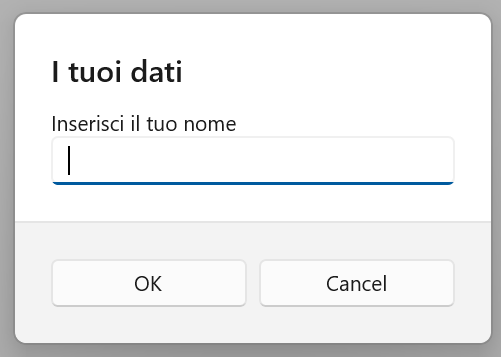 I tuoi dati
Inserisci il tuo nome
OK
Cancel